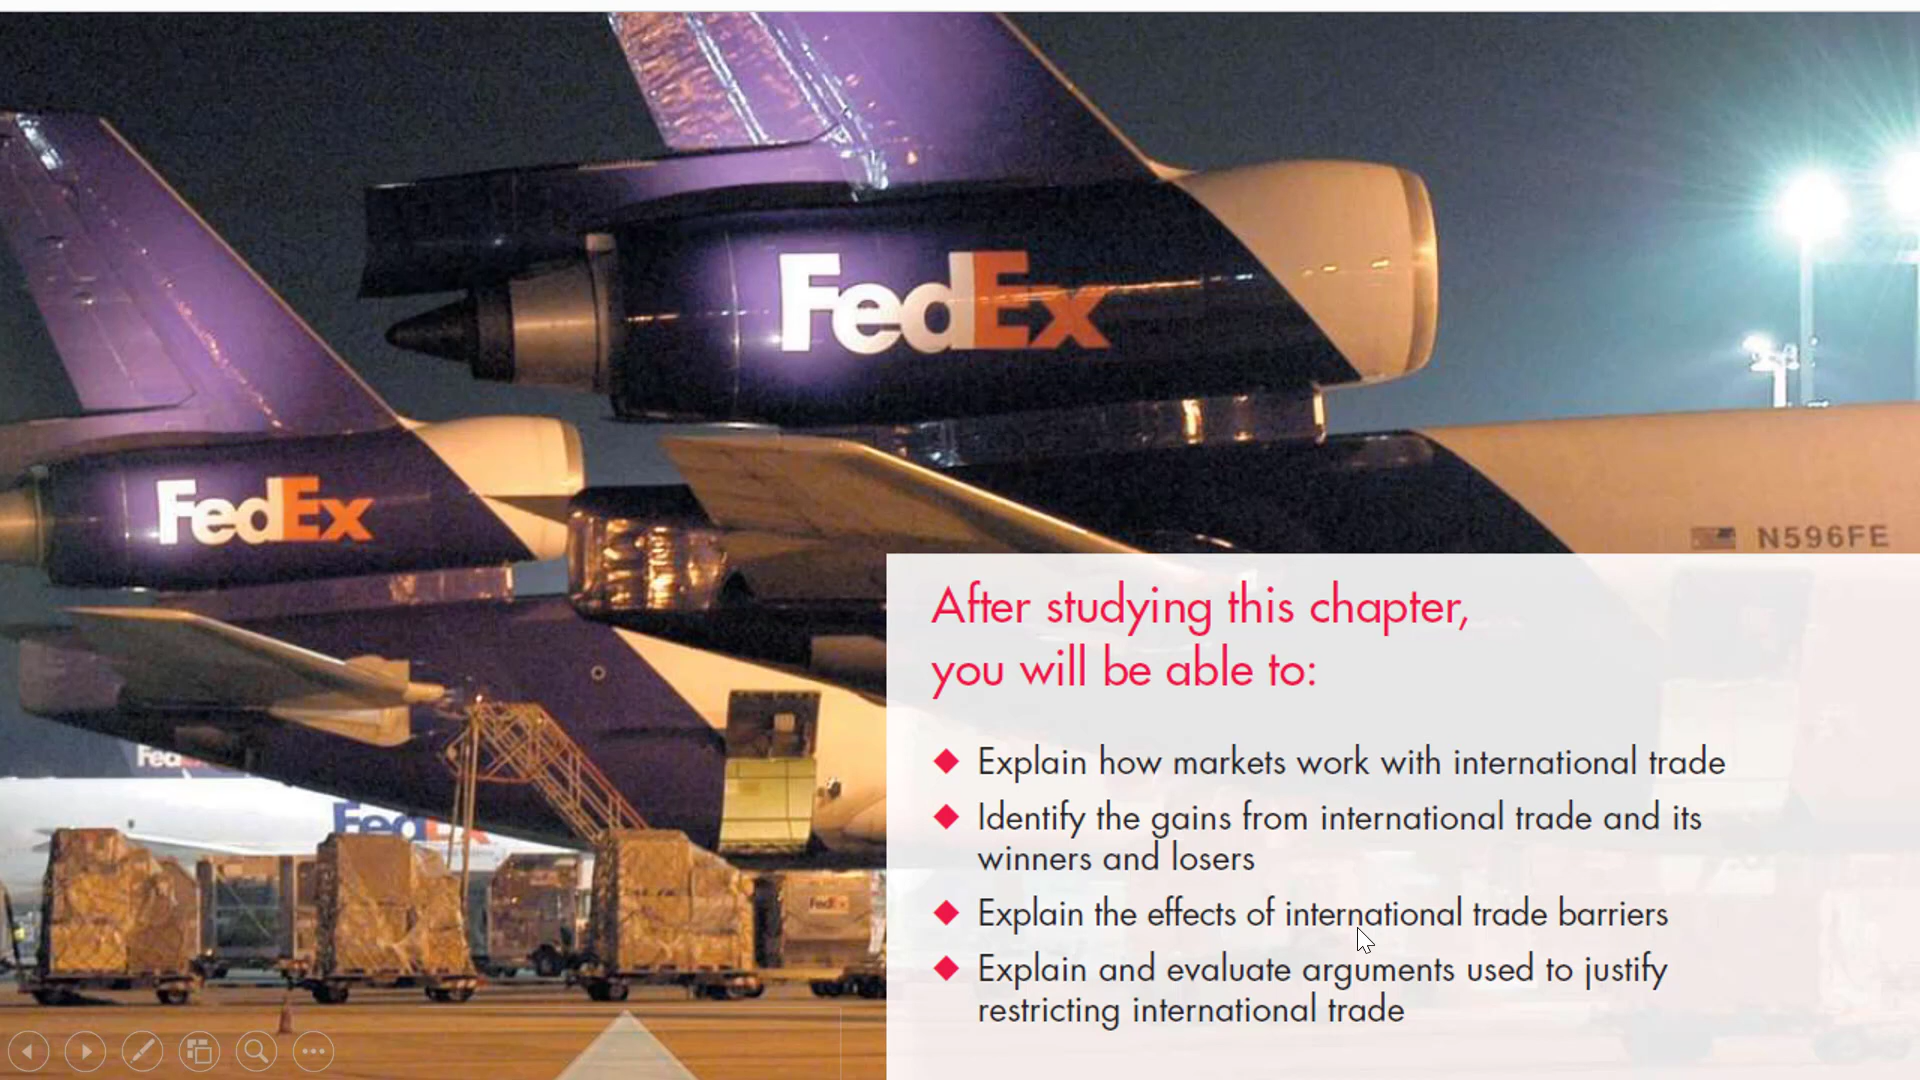 FedEx
FedEx
N596FE
After studying this chapter,
you will be able to:
Explain how markets work with international trade
Identify the gains from international trade and its
winners and losers
Explain the effects of international trade barriers
Explain and evaluate arguments used to justify
restricting international trade
FedEx
FedEx